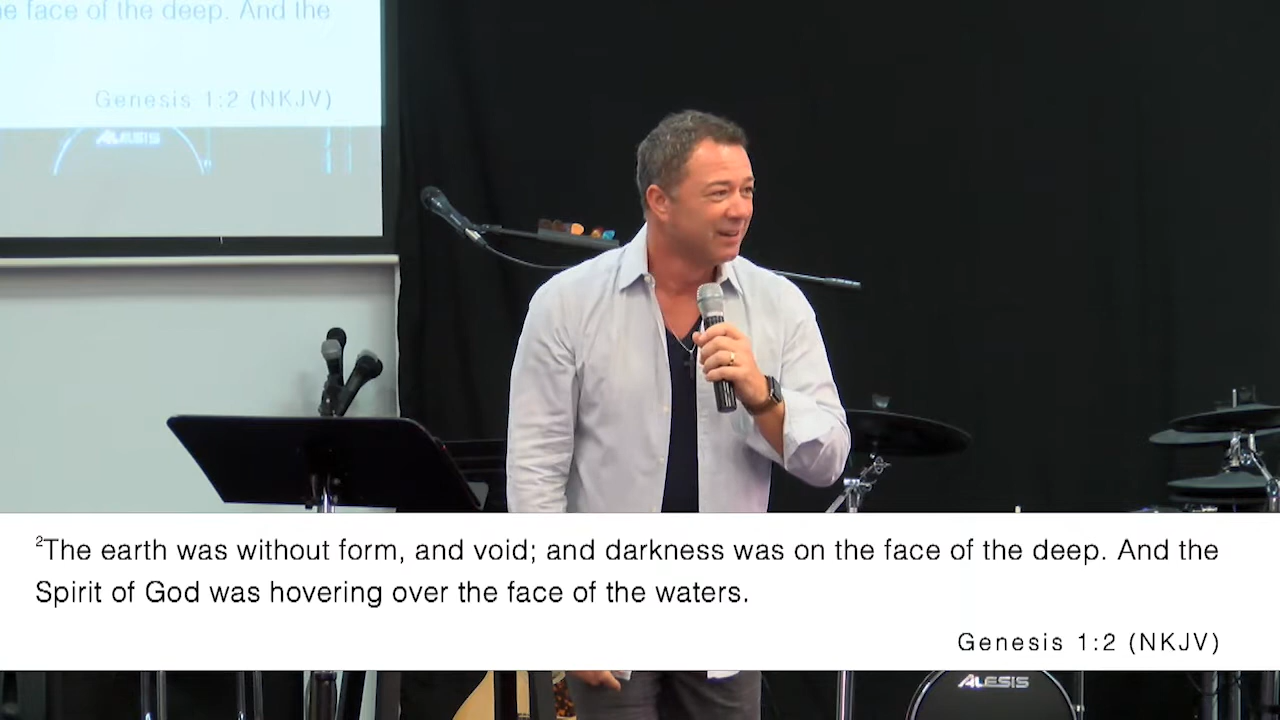 e face of the deep. And the
Genesis 1:2 (NKJV)
ALESIS
²The earth was without form, and void; and darkness was on the face of the deep. And the
Spirit of God was hovering over the face of the waters.
Genesis 1:2 (NKJV)
ALESIS